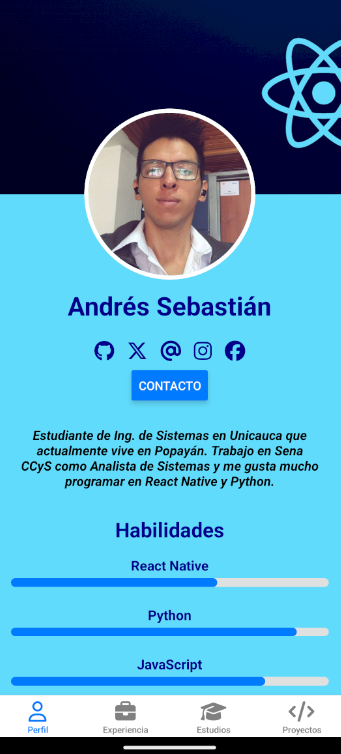 Andrés Sebastián
CONTACTO
Estudiante de Ing. de Sistemas en Unicauca que
actualmente vive en Popayán. Trabajo en Sena
CCyS como Analista de Sistemas y me gusta mucho
programar en React Native y Python.
Habilidades
React Native
Python
JavaScript
Perfil
Experiencia
Estudios
Proyectos